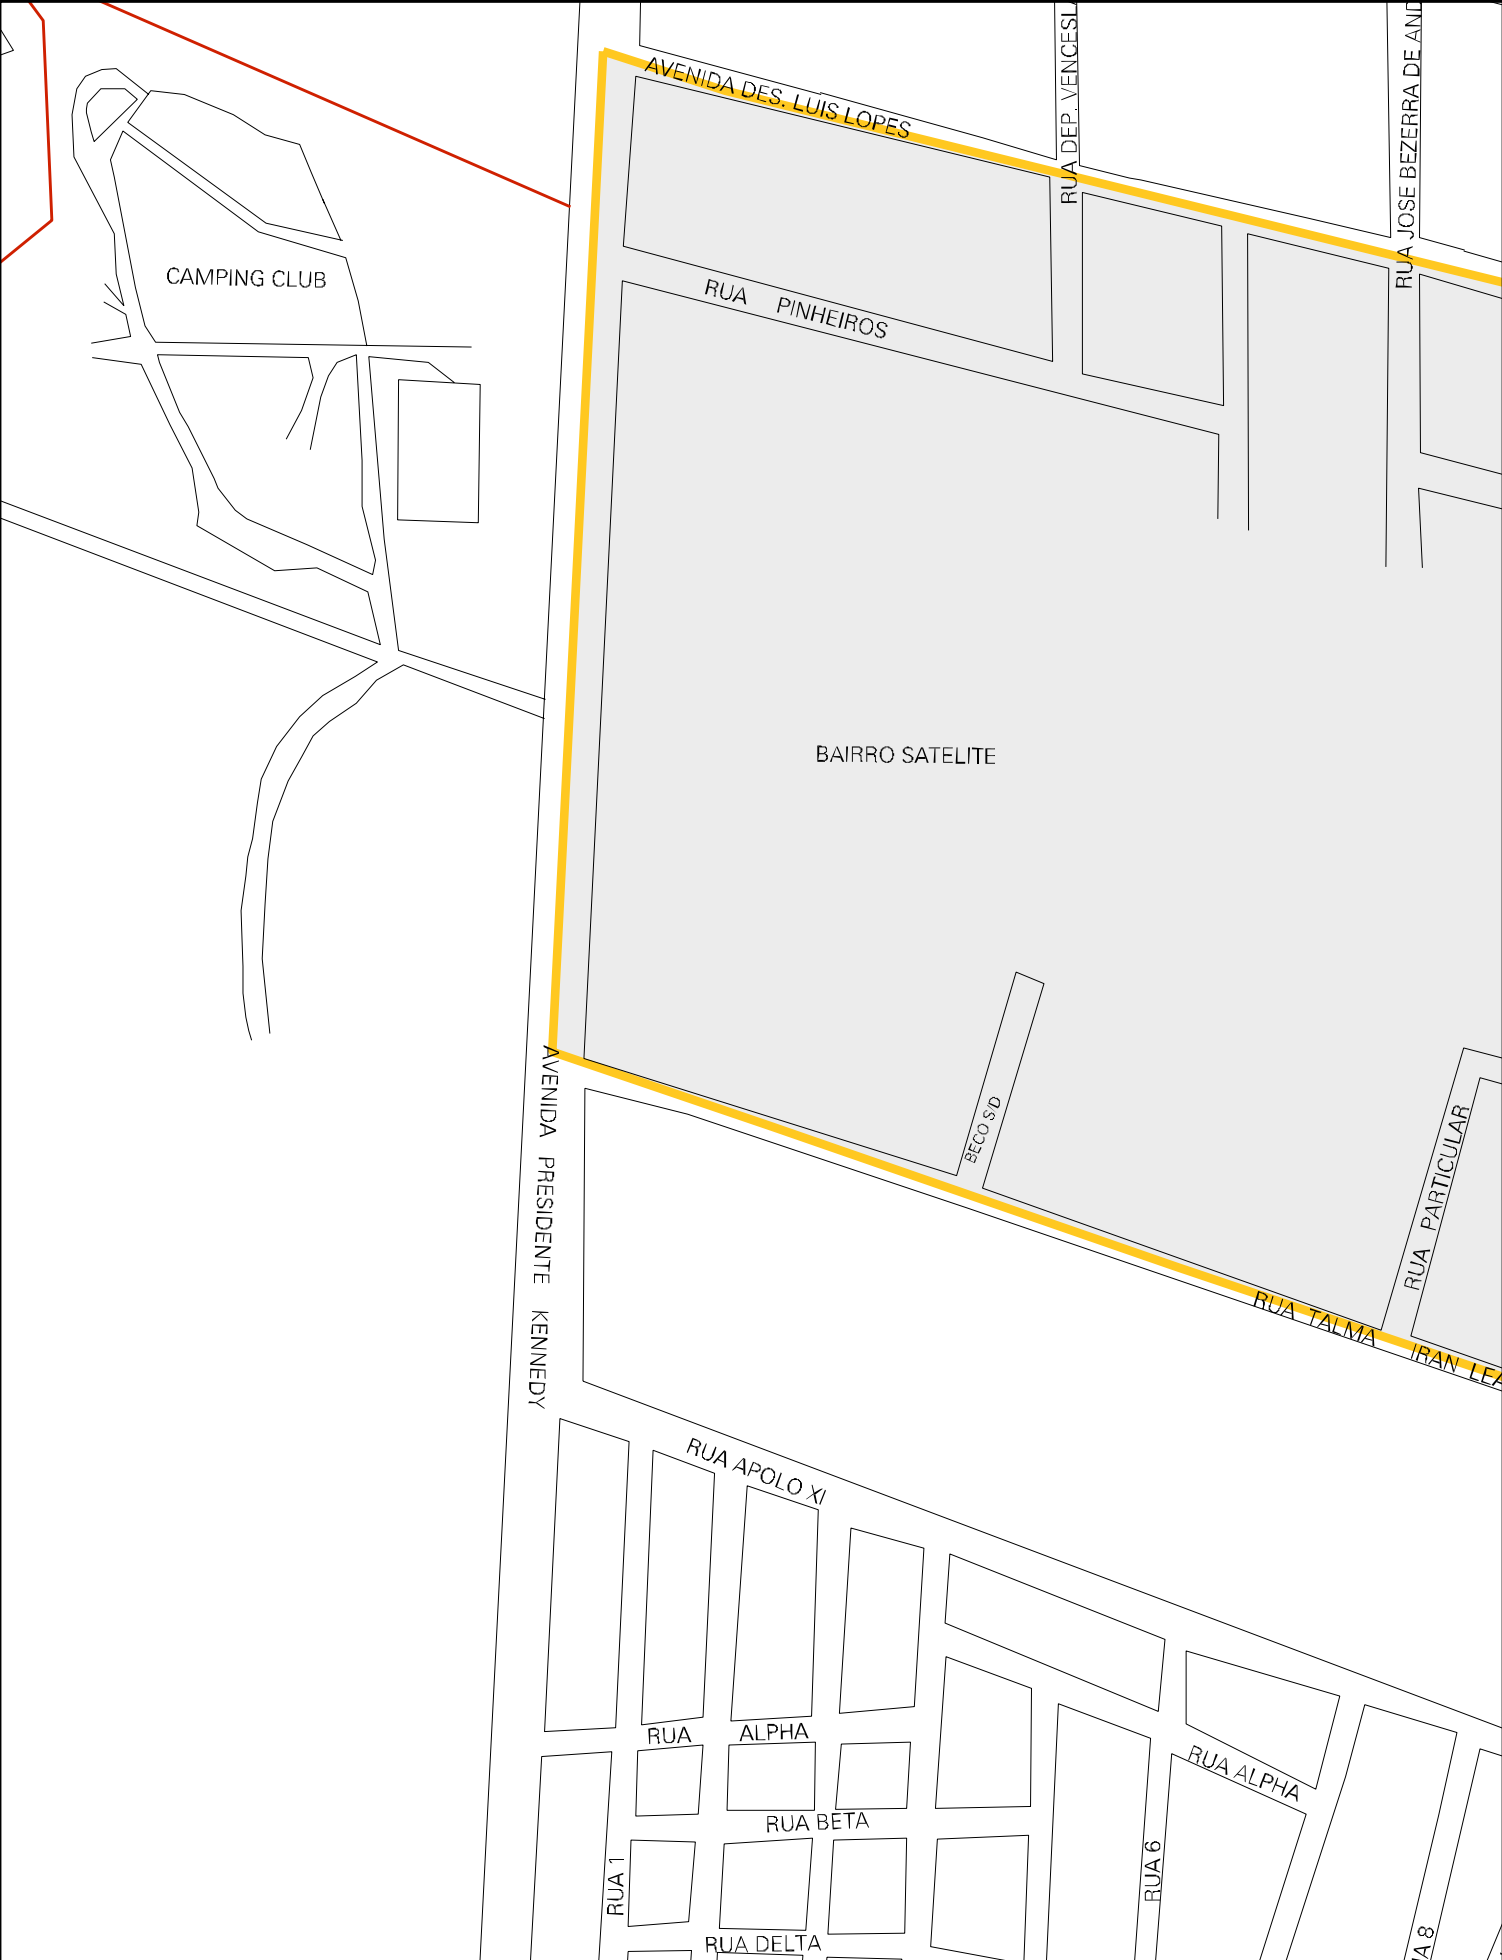 AVENIDA DES. LUIS LOPES
RUA DEP. VENCESL
RUA JOSE BEZERRA DE AND
CAMPING CLUB
RUA PINHEIROS
BAIRRO SATELITE
AVENIDA PRESIDENTE KENNEDY
BECO S/D
RUA PARTICULAR
RUA TALMA IRAN LEA
RUA APOLO XI
RUA ALPHA
RUA ALPHA
RUA BETA
RUA 1
RUA 6
RUA DELTA
A 8